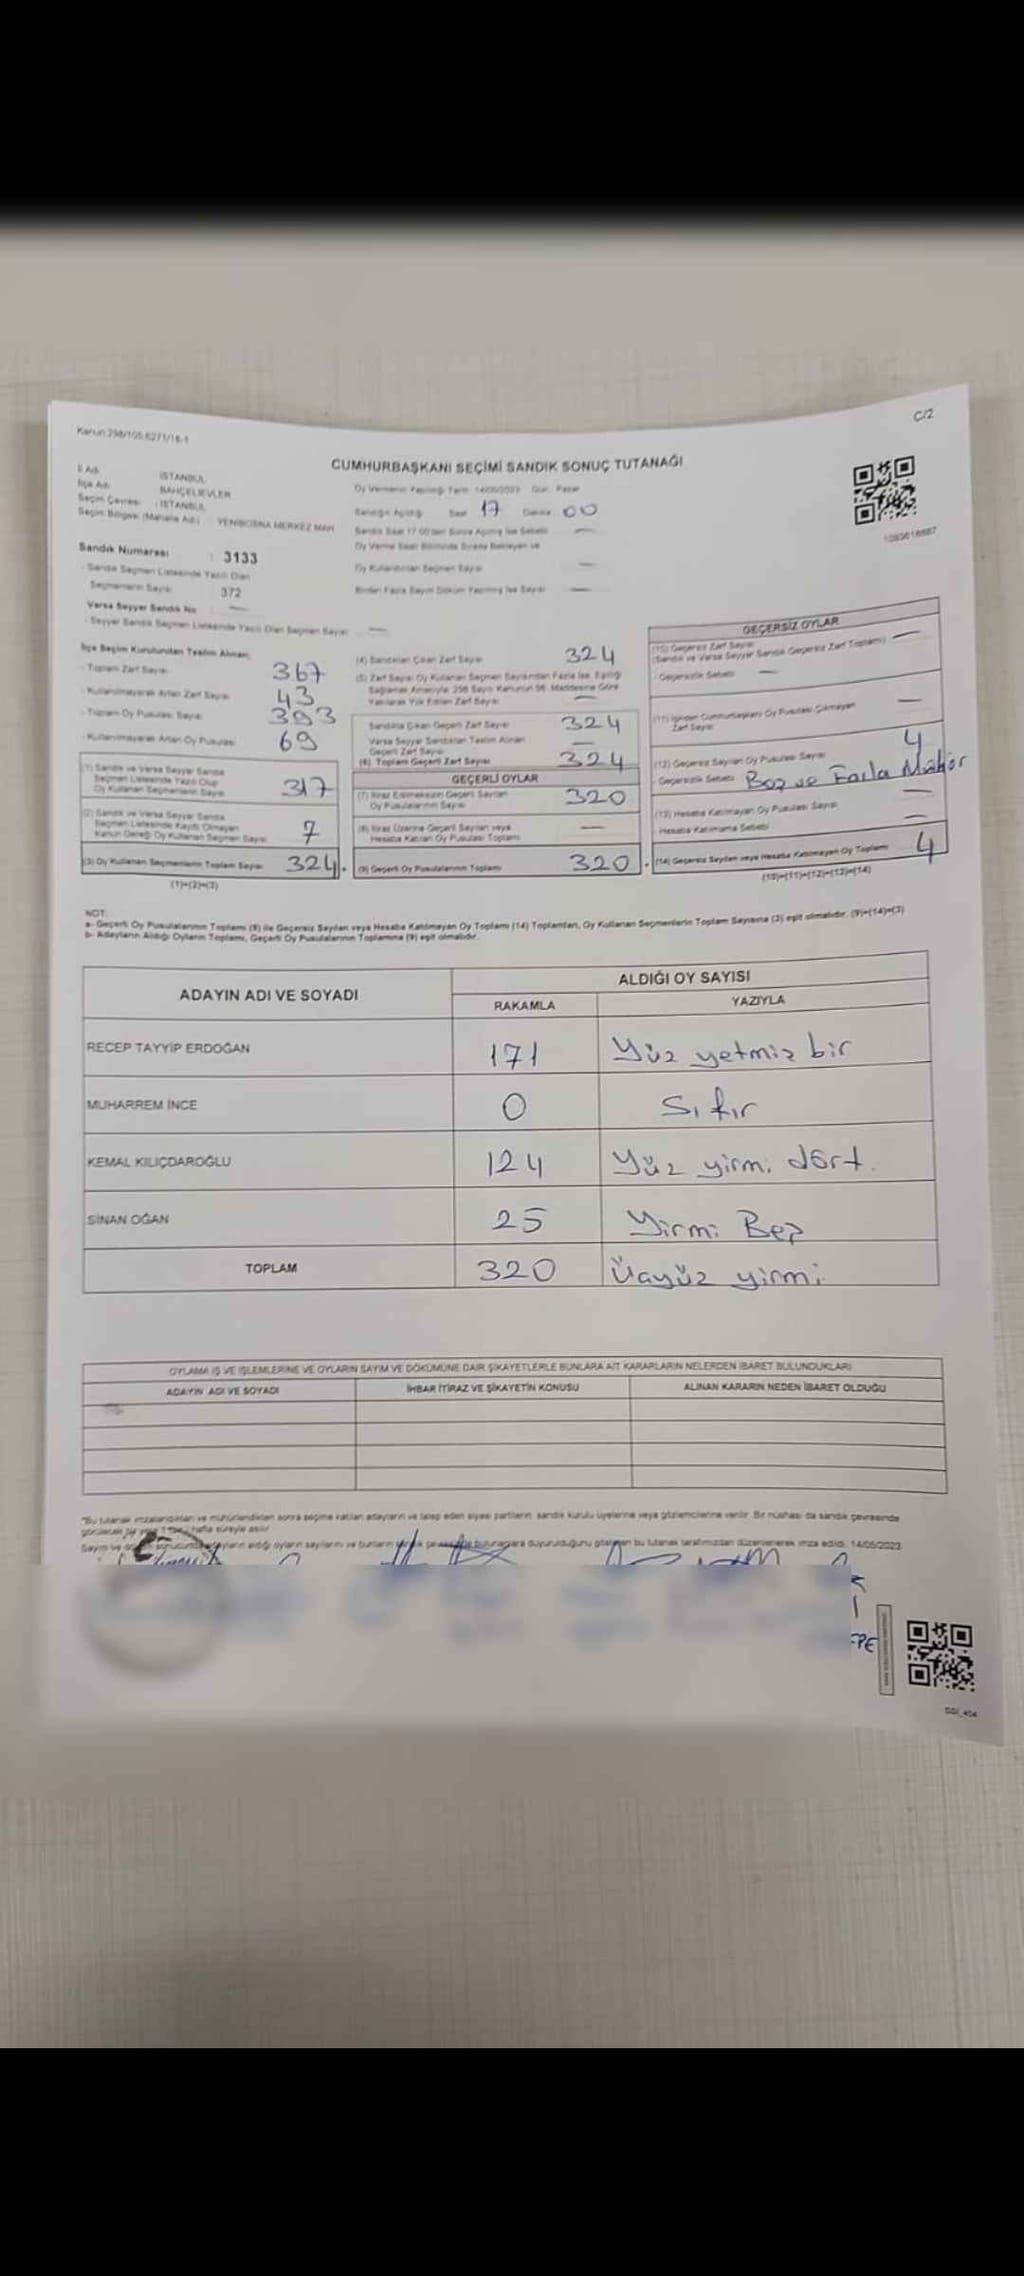 C/2
Kanun:298/105,6271/18-1
CUMHURBAŞKANI SEÇİMİ SANDIK SONUÇ TUTANAĞI
İl Adı : İSTANBUL
İlçe Adı : BAHÇELİEVLER
Seçim Çevresi : İSTANBUL
Seçim Bölgesi (Mahalle Adı) : YENİBOSNA MERKEZ MAH
Sandık Numarası : 3133
- Sandık Seçmen Listesinde Yazılı Olan
Seçmenlerin Sayısı 372
Varsa Seyyar Sandık No —
- Seyyar Sandık Seçmen Listesinde Yazılı Olan Seçmen Sayısı —
Oy Vermenin Yapıldığı Tarih 14/05/2023 Gün: Pazar
Sandığın Açıldığı Saat 17 Dakika 00
Sandık Saat 17.00'den Sonra Açılmış İse Sebebi —
Oy Verme Saati Bitiminde Sırada Bekleyen ve
Oy Kullandırılan Seçmen Sayısı —
Birden Fazla Sayım Döküm Yapılmış İse Sayısı —
1093618687
İlçe Seçim Kurulundan Teslim Alınan;
- Toplam Zarf Sayısı 367
- Kullanılmayarak Artan Zarf Sayısı 43
- Toplam Oy Pusulası Sayısı 393
- Kullanılmayarak Artan Oy Pusulası 69
(1) Sandık ve Varsa Seyyar Sandık
Seçmen Listesinde Yazılı Olup
Oy Kullanan Seçmenlerin Sayısı 317
(2) Sandık ve Varsa Seyyar Sandık
Seçmen Listesinde Kayıtlı Olmayan
Kanun Gereği Oy Kullanan Seçmen Sayısı 7
(3) Oy Kullanan Seçmenlerin Toplam Sayısı 324
(1)+(2)=(3)
(4) Sandıktan Çıkan Zarf Sayısı 324
(5) Zarf Sayısı Oy Kullanan Seçmen Sayısından Fazla İse, Eşitliği
Sağlamak Amacıyla; 298 Sayılı Kanunun 98. Maddesine Göre
Yakılarak Yok Edilen Zarf Sayısı —
Sandıkta Çıkan Geçerli Zarf Sayısı 324
Varsa Seyyar Sandıktan Teslim Alınan
Geçerli Zarf Sayısı —
(6) Toplam Geçerli Zarf Sayısı 324
GEÇERLİ OYLAR
(7) İtiraz Edilmeksizin Geçerli Sayılan
Oy Pusulalarının Sayısı 320
(8) İtiraz Üzerine Geçerli Sayılan veya
Hesaba Katılan Oy Pusulası Toplamı —
(9) Geçerli Oy Pusulalarının Toplamı 320
GEÇERSİZ OYLAR
(10) Geçersiz Zarf Sayısı
(Sandık ve Varsa Seyyar Sandık Geçersiz Zarf Toplamı) —
- Geçersizlik Sebebi —
(11) İçinden Cumhurbaşkanı Oy Pusulası Çıkmayan
Zarf Sayısı —
(12) Geçersiz Sayılan Oy Pusulası Sayısı 4
- Geçersizlik Sebebi Boş ve Fazla Mühür
(13) Hesaba Katılmayan Oy Pusulası Sayısı —
- Hesaba Katılmama Sebebi —
(14) Geçersiz Sayılan veya Hesaba Katılmayan Oy Toplamı 4
(10)+(11)+(12)+(13)=(14)
NOT:
a- Geçerli Oy Pusulalarının Toplamı (9) ile Geçersiz Sayılan veya Hesaba Katılmayan Oy Toplamı (14) Toplamları, Oy Kullanan Seçmenlerin Toplam Sayısına (3) eşit olmalıdır. (9)+(14)=(3)
b- Adayların Aldığı Oyların Toplamı, Geçerli Oy Pusulalarının Toplamına (9) eşit olmalıdır.
ADAYIN ADI VE SOYADI
ALDIĞI OY SAYISI
RAKAMLA YAZIYLA
RECEP TAYYİP ERDOĞAN 171 Yüz yetmiş bir
MUHARREM İNCE 0 Sıfır
KEMAL KILIÇDAROĞLU 124 Yüz yirmi dört.
SİNAN OĞAN 25 Yirmi Beş
TOPLAM 320 Üçyüz yirmi
OYLAMA İŞ VE İŞLEMLERİNE VE OYLARIN SAYIM VE DÖKÜMÜNE DAİR ŞİKAYETLERLE BUNLARA AİT KARARLARIN NELERDEN İBARET BULUNDUKLARI
ADAYIN ADI VE SOYADI İHBAR İTİRAZ VE ŞİKAYETİN KONUSU ALINAN KARARIN NEDEN İBARET OLDUĞU
*Bu tutanak imzalandıktan ve mühürlendikten sonra seçime katılan adayların ve talep eden siyasi partilerin sandık kurulu üyelerine veya gözlemcilerine verilir. Bir nüshası da sandık çevresinde
görülecek bir yere 1 hafta süreyle asılır.
Sayım ve döküm sonucunda adayların aldığı oyların sayılarını ve bunların bulunanlara duyurulduğunu gösteren bu tutanak tarafımızdan düzenlenerek imza edildi. 14/05/2023